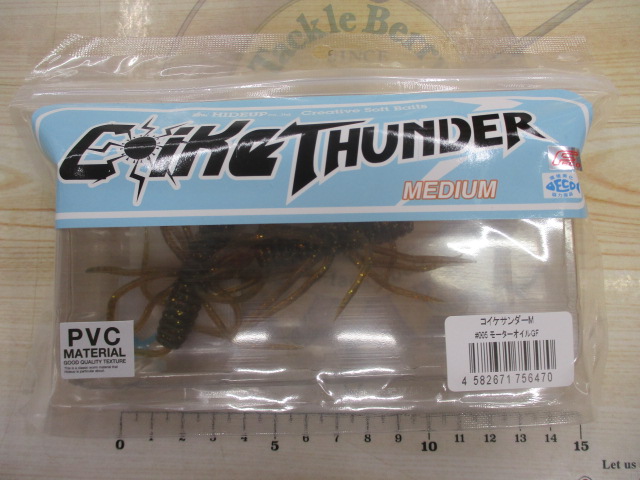 Tackle Berry
SINCE
HIDEUP Creative Soft Baits
Coike THUNDER
MEDIUM
PVC
MATERIAL
GOOD QUALITY TEXTURE
コイケサンダーM
#095 モーターオイルGF
4 582671 756470
0 1 2 3 4 5 6 7 8 9 10 11 12 13 14 15
Let us